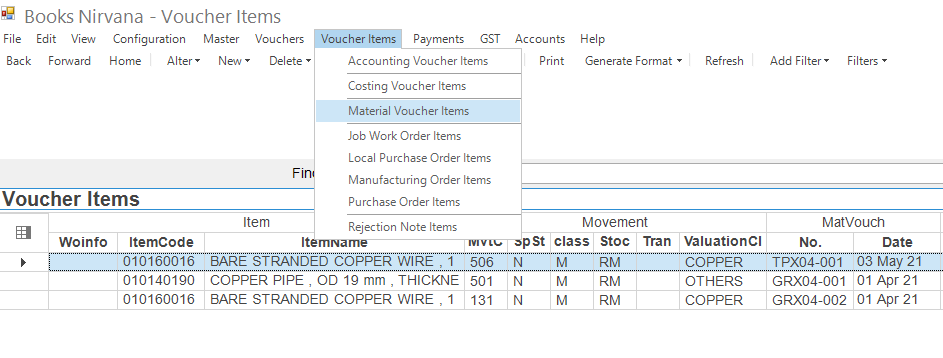 Books Nirvana - Voucher Items
File Edit View Configuration Master Vouchers Voucher Items Payments GST Accounts Help
Back Forward Home Alter New Delete Print Generate Format Refresh Add Filter Filters
Accounting Voucher Items
Costing Voucher Items
Material Voucher Items
Job Work Order Items
Local Purchase Order Items
Manufacturing Order Items
Purchase Order Items
Rejection Note Items
Find
Voucher Items
Item Movement MatVouch
Woinfo ItemCode ItemName MvtC SpSt class Stoc Tran ValuationCl No. Date
010160016 BARE STRANDED COPPER WIRE , 1 506 N M RM COPPER TPX04-001 03 May 21
010140190 COPPER PIPE , OD 19 mm , THICKNE 501 N M RM OTHERS GRX04-001 01 Apr 21
010160016 BARE STRANDED COPPER WIRE , 1 131 N M RM COPPER GRX04-002 01 Apr 21